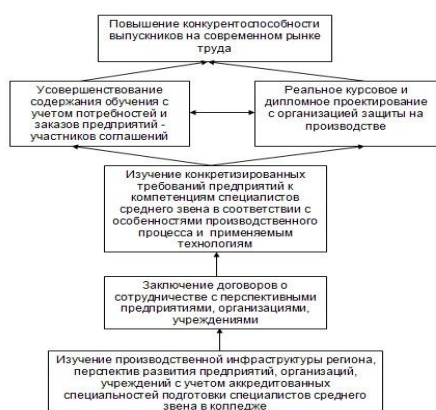 Повышение конкурентоспособности
выпускников на современном рынке
труда
Усовершенствование
содержания обучения с
учетом потребностей и
заказов предприятий -
участников соглашений
Реальное курсовое и
дипломное проектирование
с организацией защиты на
производстве
Изучение конкретизированных
требований предприятий к
компетенциям специалистов
среднего звена в соответствии с
особенностями производственного
процесса и применяемым
технологиям
Заключение договоров о
сотрудничестве с перспективными
предприятиями, организациями,
учреждениями
Изучение производственной инфраструктуры региона,
перспектив развития предприятий, организаций,
учреждений с учетом аккредитованных
специальностей подготовки специалистов среднего
звена в колледже